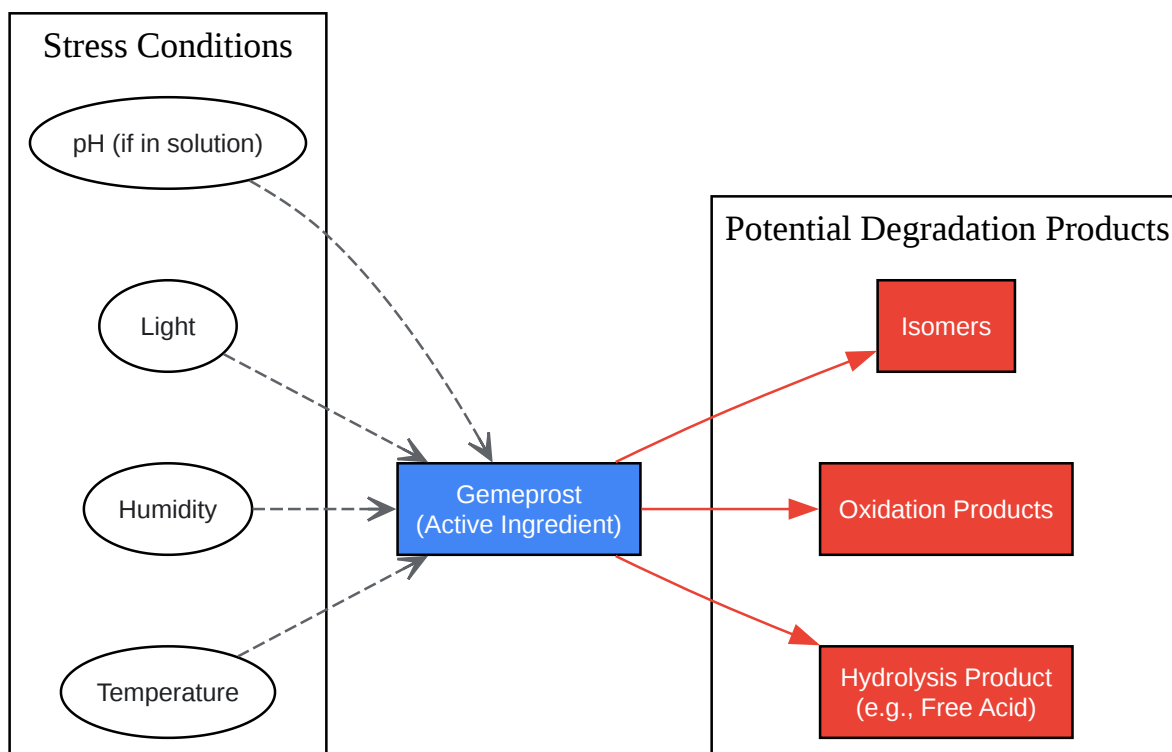 Stress Conditions
pH (if in solution)
Light
Humidity
Temperature
Gemeprost
(Active Ingredient)
Potential Degradation Products
Isomers
Oxidation Products
Hydrolysis Product
(e.g., Free Acid)